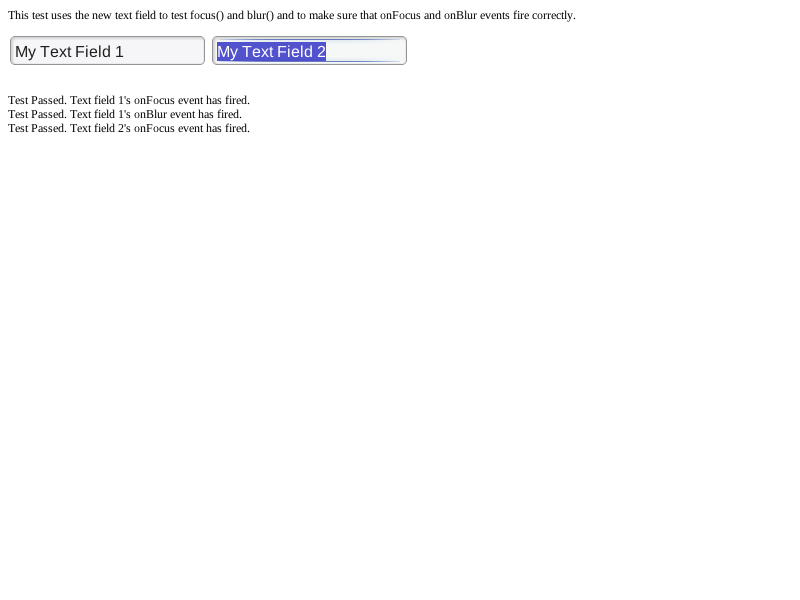 This test uses the new text field to test focus() and blur() and to make sure that onFocus and onBlur events fire correctly.
My Text Field 1 My Text Field 2
Test Passed. Text field 1's onFocus event has fired.
Test Passed. Text field 1's onBlur event has fired.
Test Passed. Text field 2's onFocus event has fired.